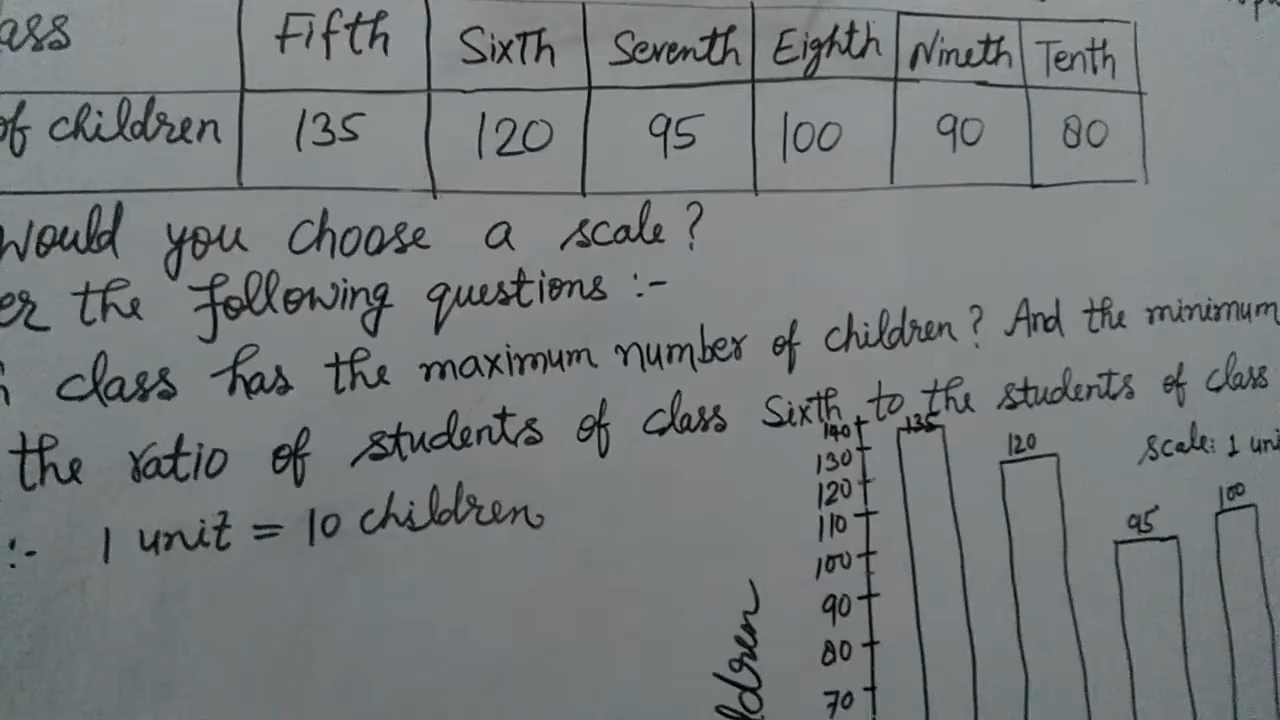 Fifth Sixth Seventh Eighth Nineth Tenth
of children 135 120 95 100 90 80
would you choose a scale?
the following questions :-
class has the maximum number of children? And the minimum
the ratio of students of class Sixth to the students of class
:- 1 unit = 10 children
scale: 1
140 135
130 120
120
110 95 100
100
90
80
70